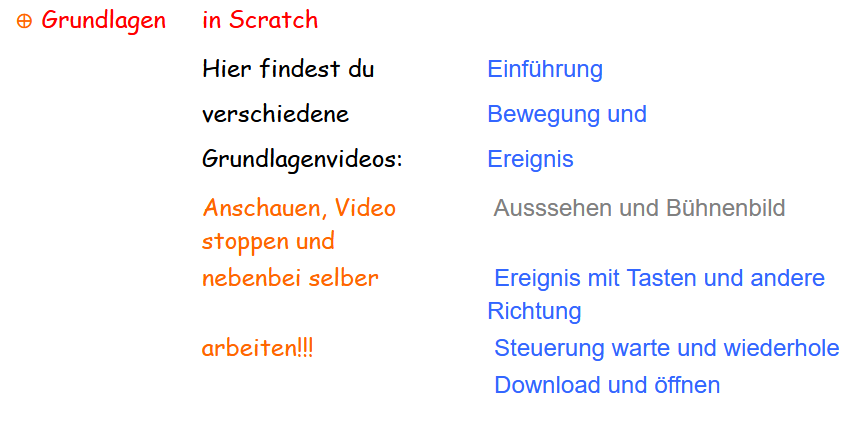 ⊕ Grundlagen in Scratch
Hier findest du Einführung
verschiedene Bewegung und
Grundlagenvideos: Ereignis
Anschauen, Video Ausssehen und Bühnenbild
stoppen und
nebenbei selber Ereignis mit Tasten und andere
Richtung
arbeiten!!! Steuerung warte und wiederhole
Download und öffnen